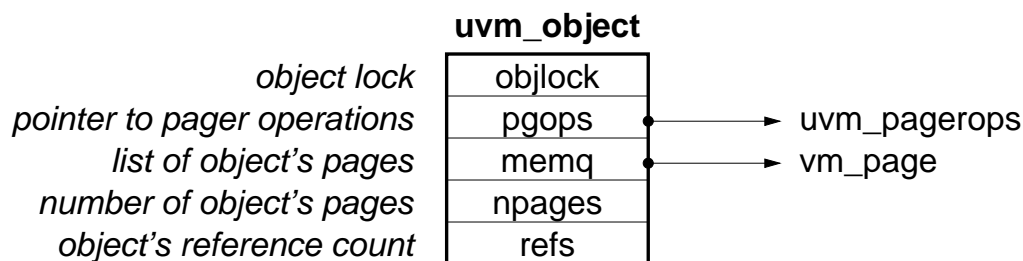 uvm_object
object lock objlock
pointer to pager operations pgops uvm_pagerops
list of object's pages memq vm_page
number of object's pages npages
object's reference count refs